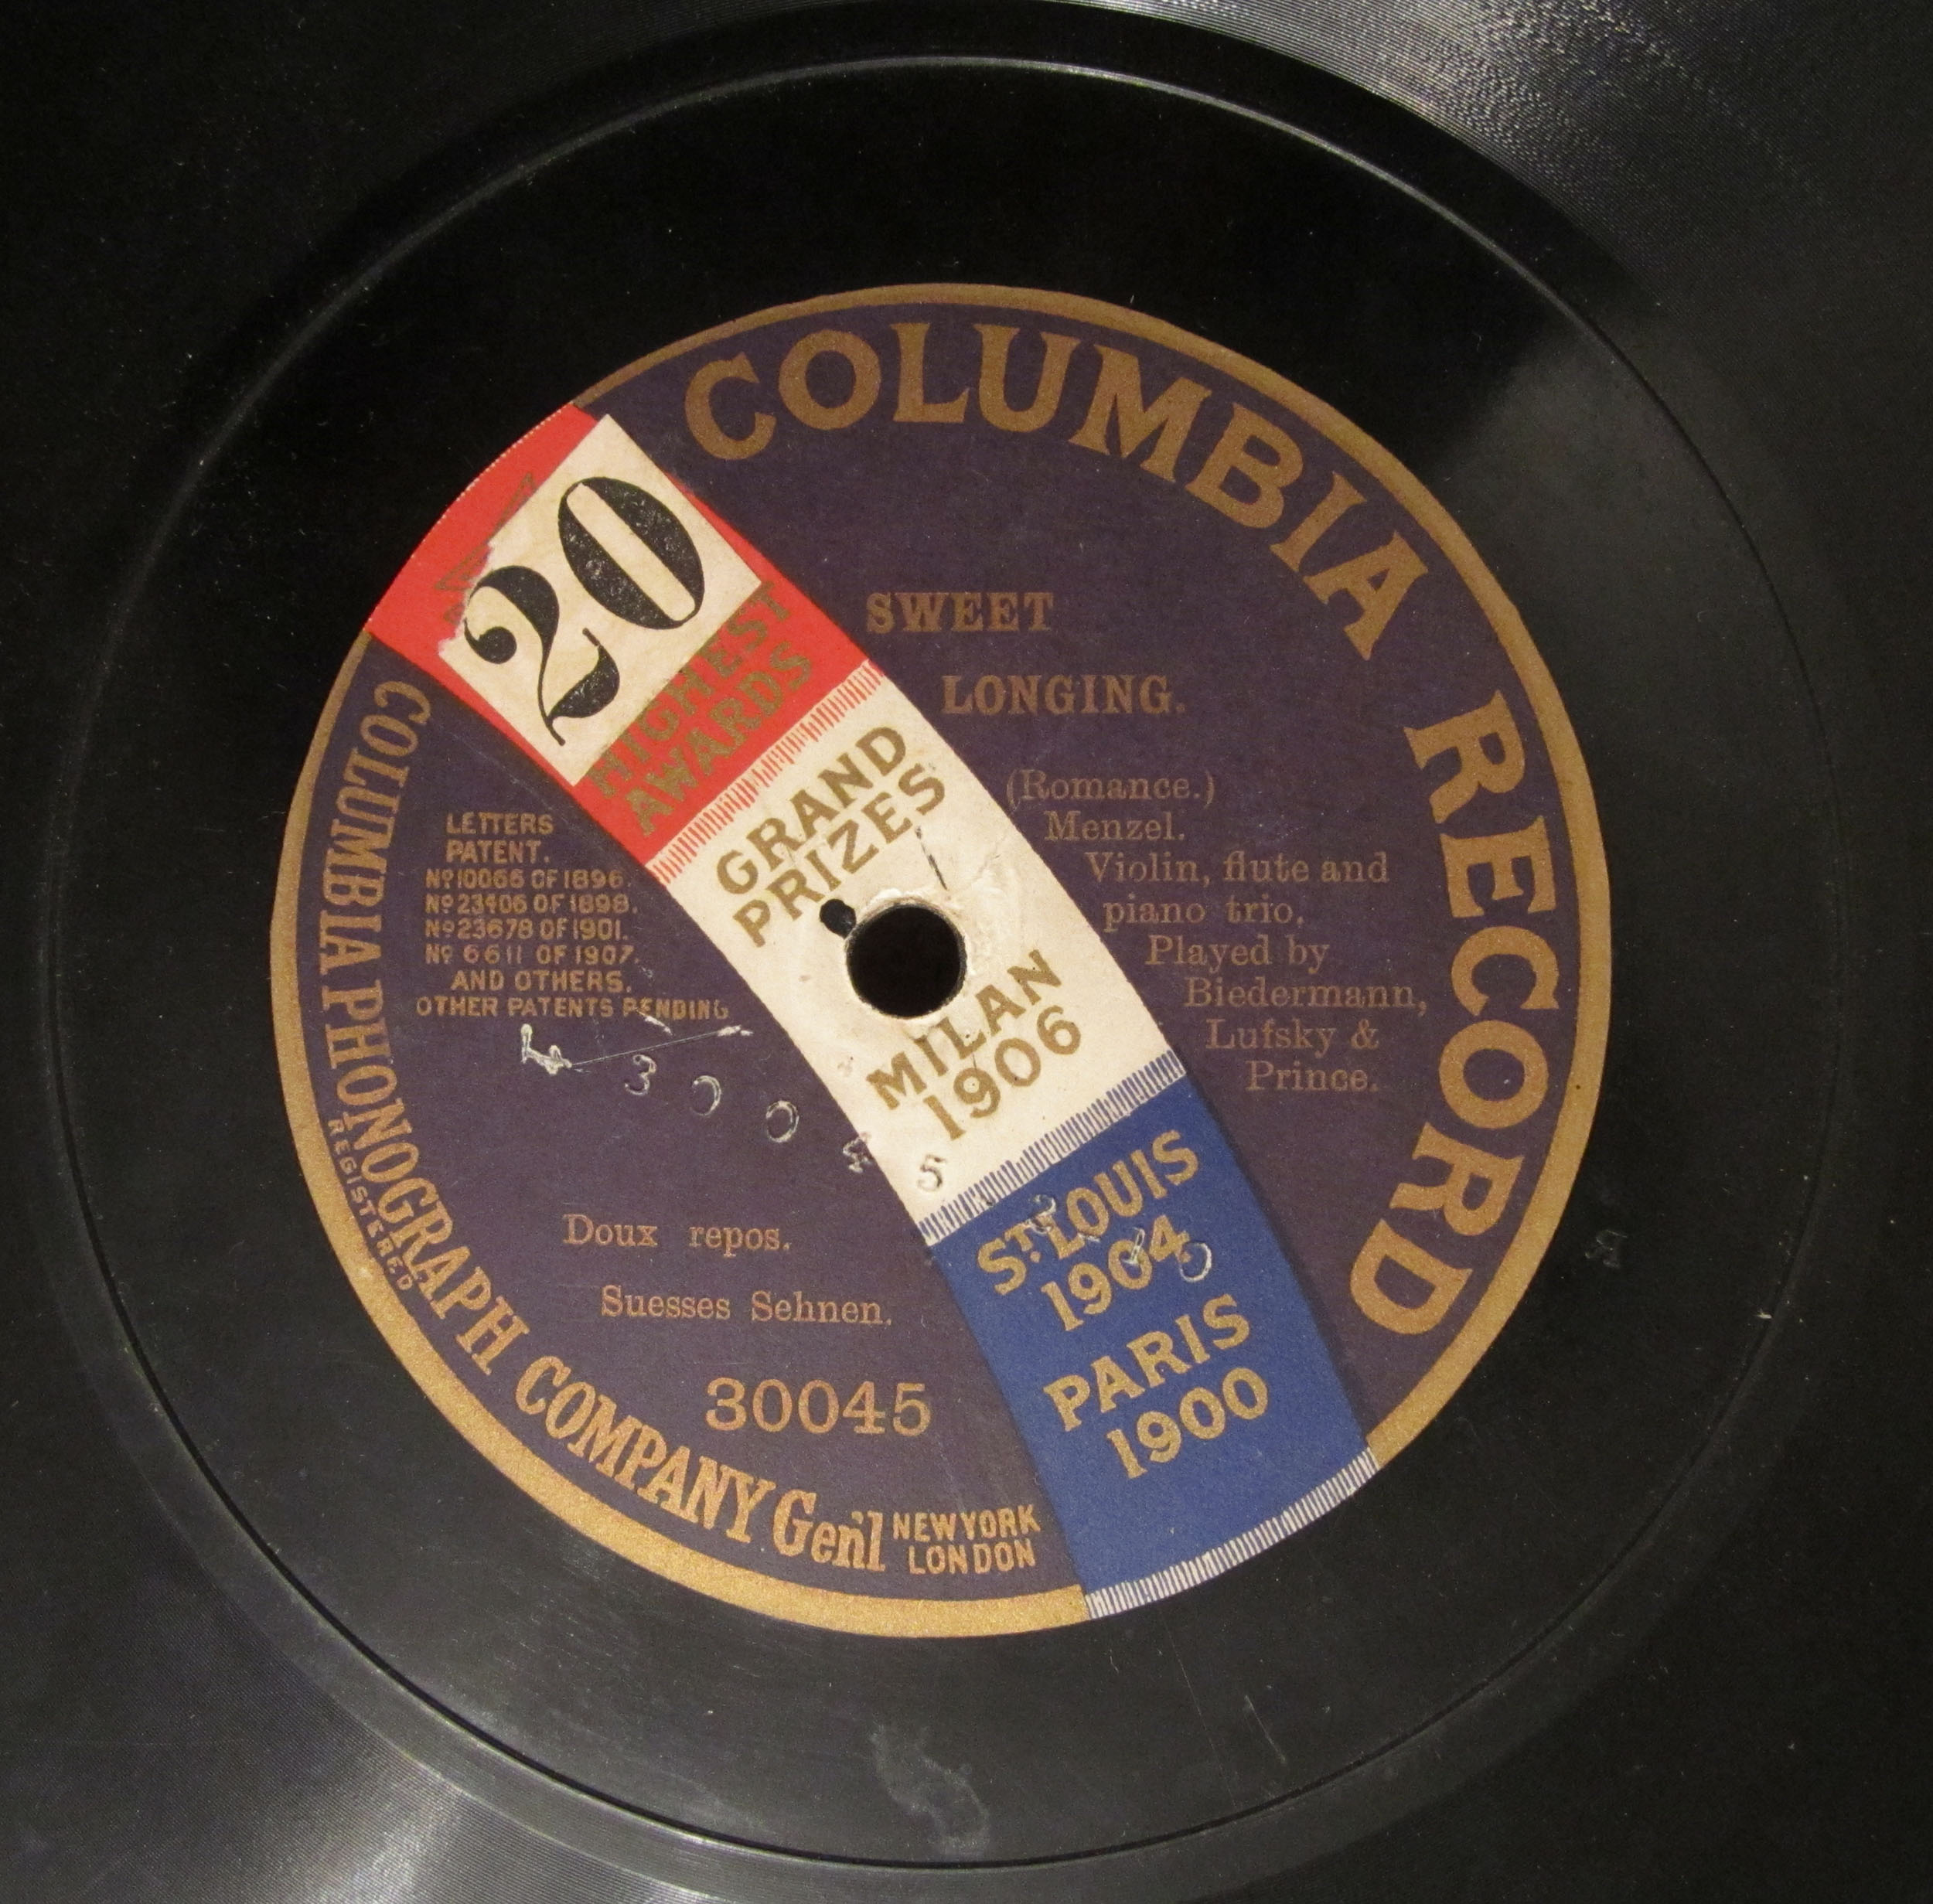 COLUMBIA RECORD
20
HIGHEST
AWARDS
GRAND
PRIZES
MILAN
1906
ST. LOUIS
1904
PARIS
1900
SWEET
LONGING.
(Romance.)
Menzel.
Violin, flute and
piano trio.
Played by
Biedermann,
Lufsky &
Prince.
LETTERS
PATENT.
Nº10066 OF 1896.
Nº23406 OF 1898.
Nº23678 OF 1901.
Nº 6611 OF 1907.
AND OTHERS.
OTHER PATENTS PENDING
30045
Doux repos.
Suesses Sehnen.
30045
COLUMBIA PHONOGRAPH COMPANY Gen'l NEW YORK
LONDON
REGISTERED